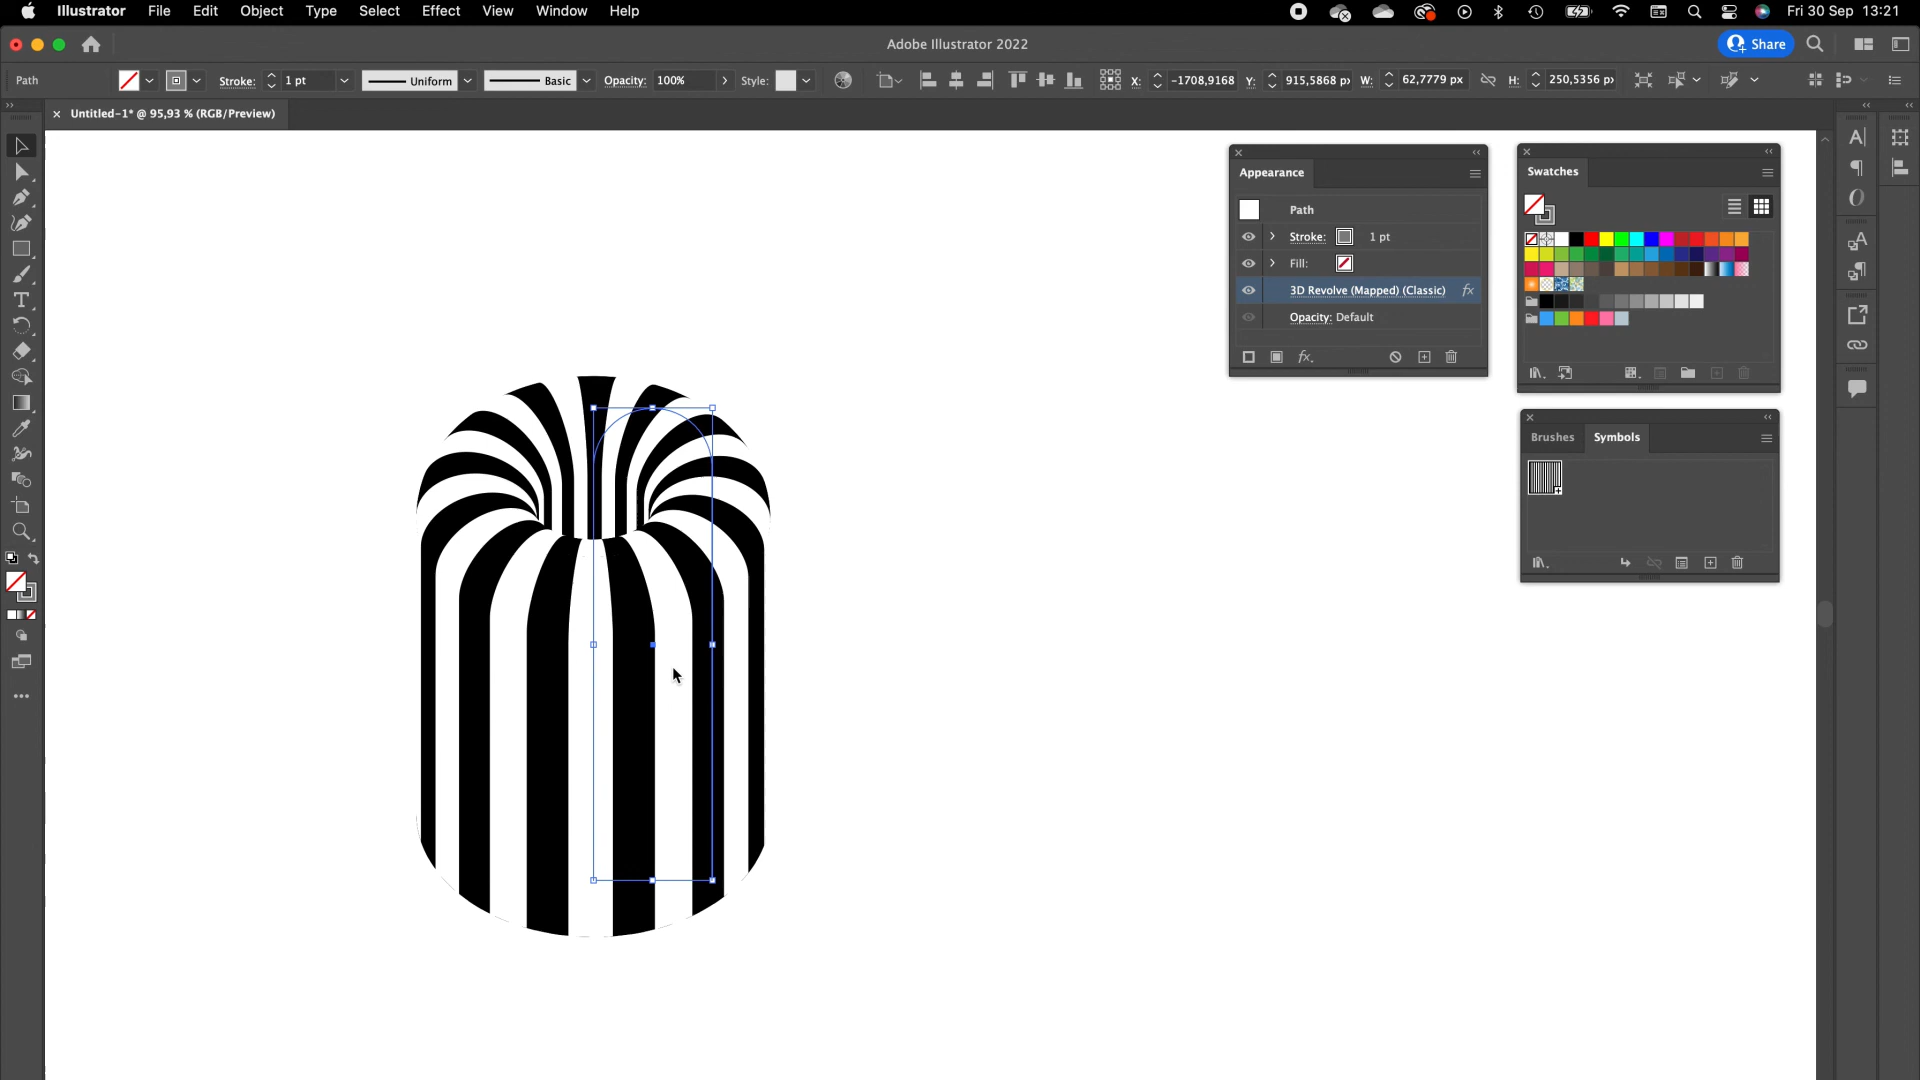 Illustrator File Edit Object Type Select Effect View Window Help
Fri 30 Sep 13:21
Adobe Illustrator 2022
Share
Path
Stroke: 1 pt Uniform Basic Opacity: 100% Style: X: -1708,9168 Y: 915,5868 p W: 62,7779 px H: 250,5356 p
Untitled-1* @ 95,93 % (RGB/Preview)
Appearance
Path
Stroke: 1 pt
Fill:
3D Revolve (Mapped) (Classic) fx
Opacity: Default
fx.
Swatches
Brushes Symbols